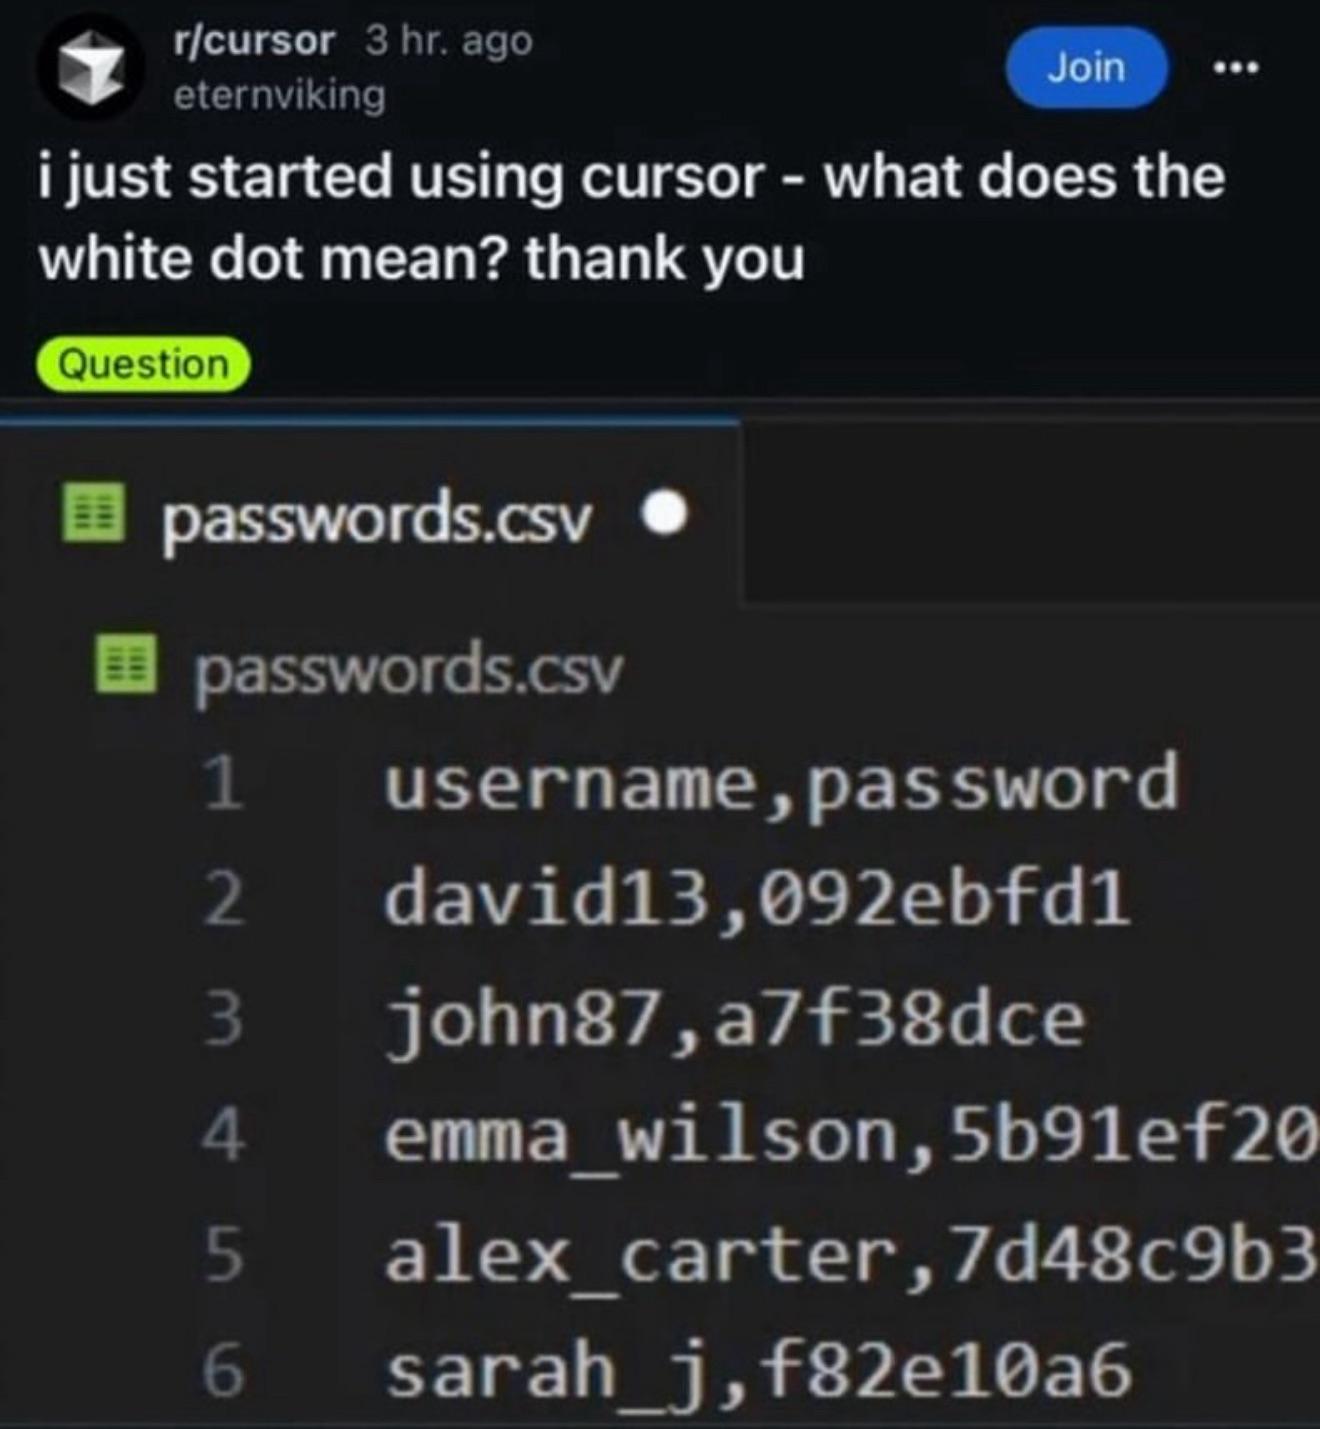 r/cursor 3 hr. ago
eternviking
Join
i just started using cursor - what does the
white dot mean? thank you
Question
passwords.csv
passwords.csv
1 username,password
2 david13,092ebfd1
3 john87,a7f38dce
4 emma_wilson,5b91ef20
5 alex_carter,7d48c9b3
6 sarah_j,f82e10a6